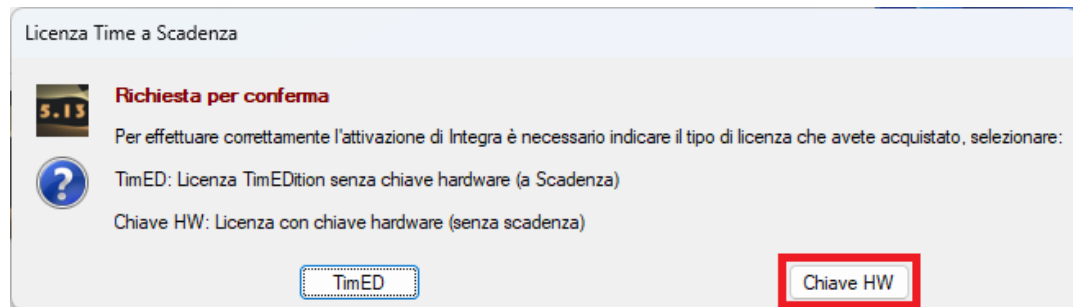 Licenza Time a Scadenza
5.13
Richiesta per conferma
Per effettuare correttamente l'attivazione di Integra è necessario indicare il tipo di licenza che avete acquistato, selezionare:
TimED: Licenza TimEDition senza chiave hardware (a Scadenza)
Chiave HW: Licenza con chiave hardware (senza scadenza)
TimED
Chiave HW